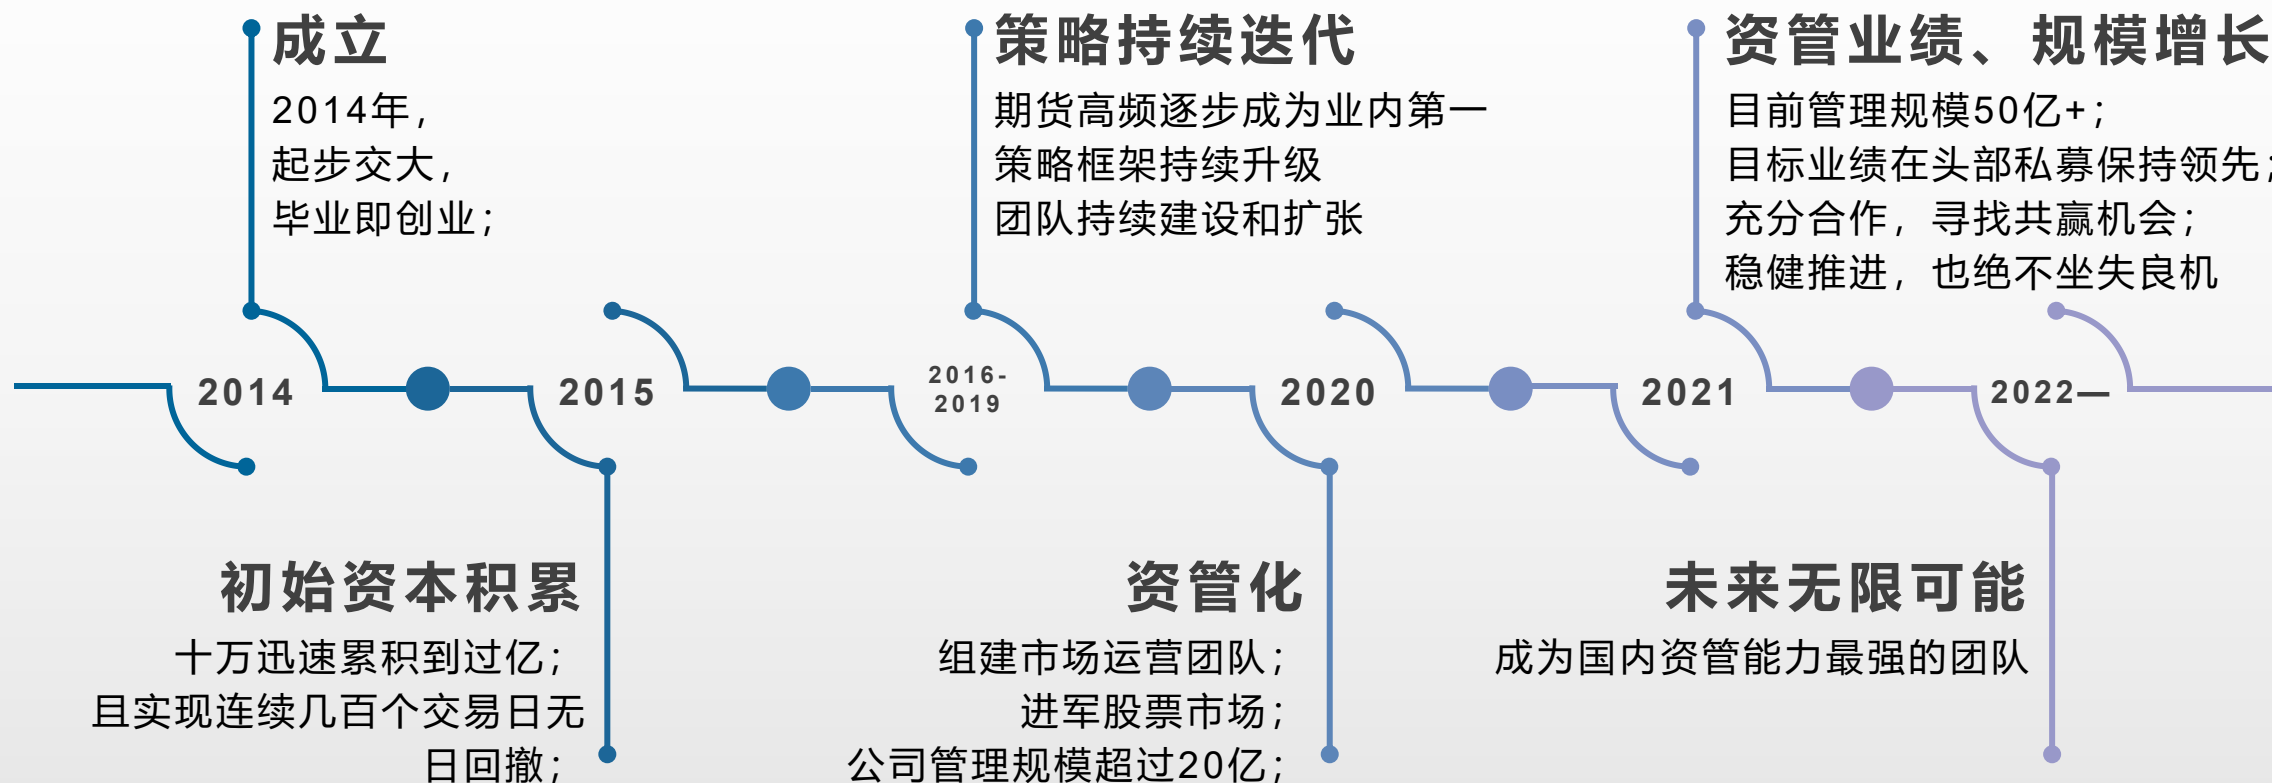 成立
2014年，
起步交大，
毕业即创业；
策略持续迭代
期货高频逐步成为业内第一
策略框架持续升级
团队持续建设和扩张
资管业绩、规模增长
目前管理规模50亿+；
目标业绩在头部私募保持领先；
充分合作，寻找共赢机会；
稳健推进，也绝不坐失良机
2014
2015
2016-
2019
2020
2021
2022—
初始资本积累
十万迅速累积到过亿；
且实现连续几百个交易日无
日回撤；
资管化
组建市场运营团队；
进军股票市场；
公司管理规模超过20亿；
未来无限可能
成为国内资管能力最强的团队